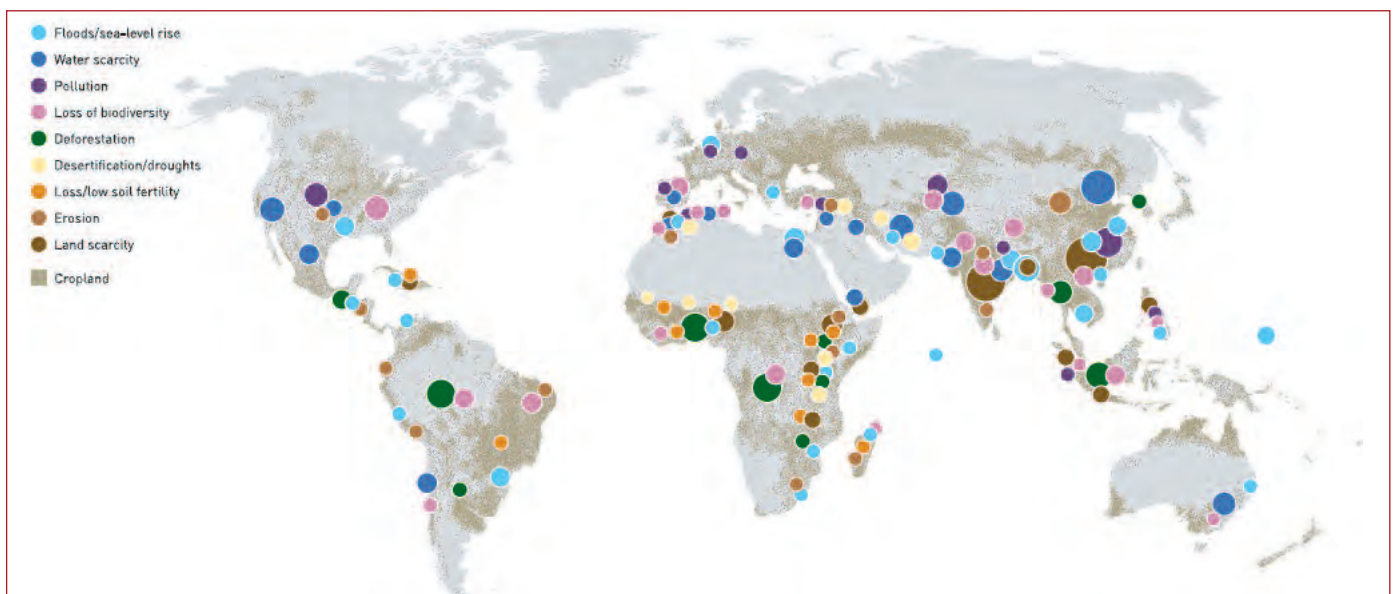 Floods/sea-level rise
Water scarcity
Pollution
Loss of biodiversity
Deforestation
Desertification/droughts
Loss/low soil fertility
Erosion
Land scarcity
Cropland